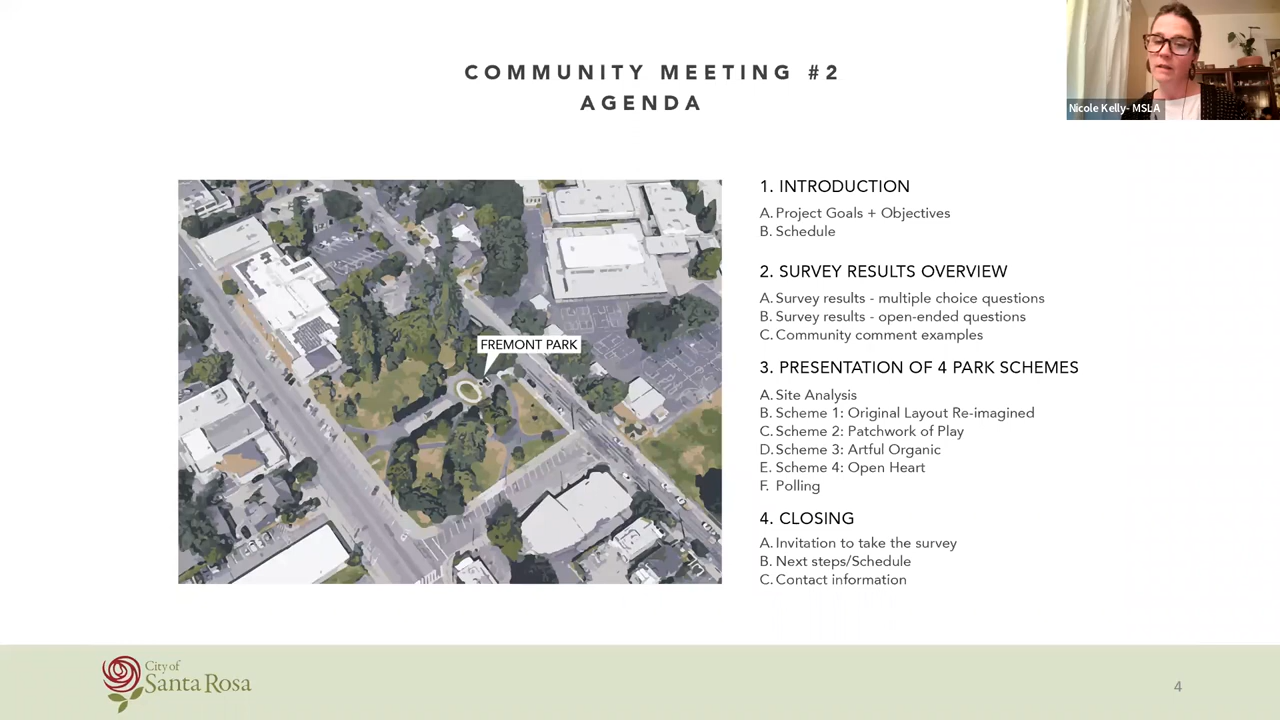 COMMUNITY MEETING #2
AGENDA
Nicole Kelly- MSLA
FREMONT PARK
1. INTRODUCTION
A. Project Goals + Objectives
B. Schedule
2. SURVEY RESULTS OVERVIEW
A. Survey results - multiple choice questions
B. Survey results - open-ended questions
C. Community comment examples
3. PRESENTATION OF 4 PARK SCHEMES
A. Site Analysis
B. Scheme 1: Original Layout Re-imagined
C. Scheme 2: Patchwork of Play
D. Scheme 3: Artful Organic
E. Scheme 4: Open Heart
F. Polling
4. CLOSING
A. Invitation to take the survey
B. Next steps/Schedule
C. Contact information
City of
Santa Rosa
4